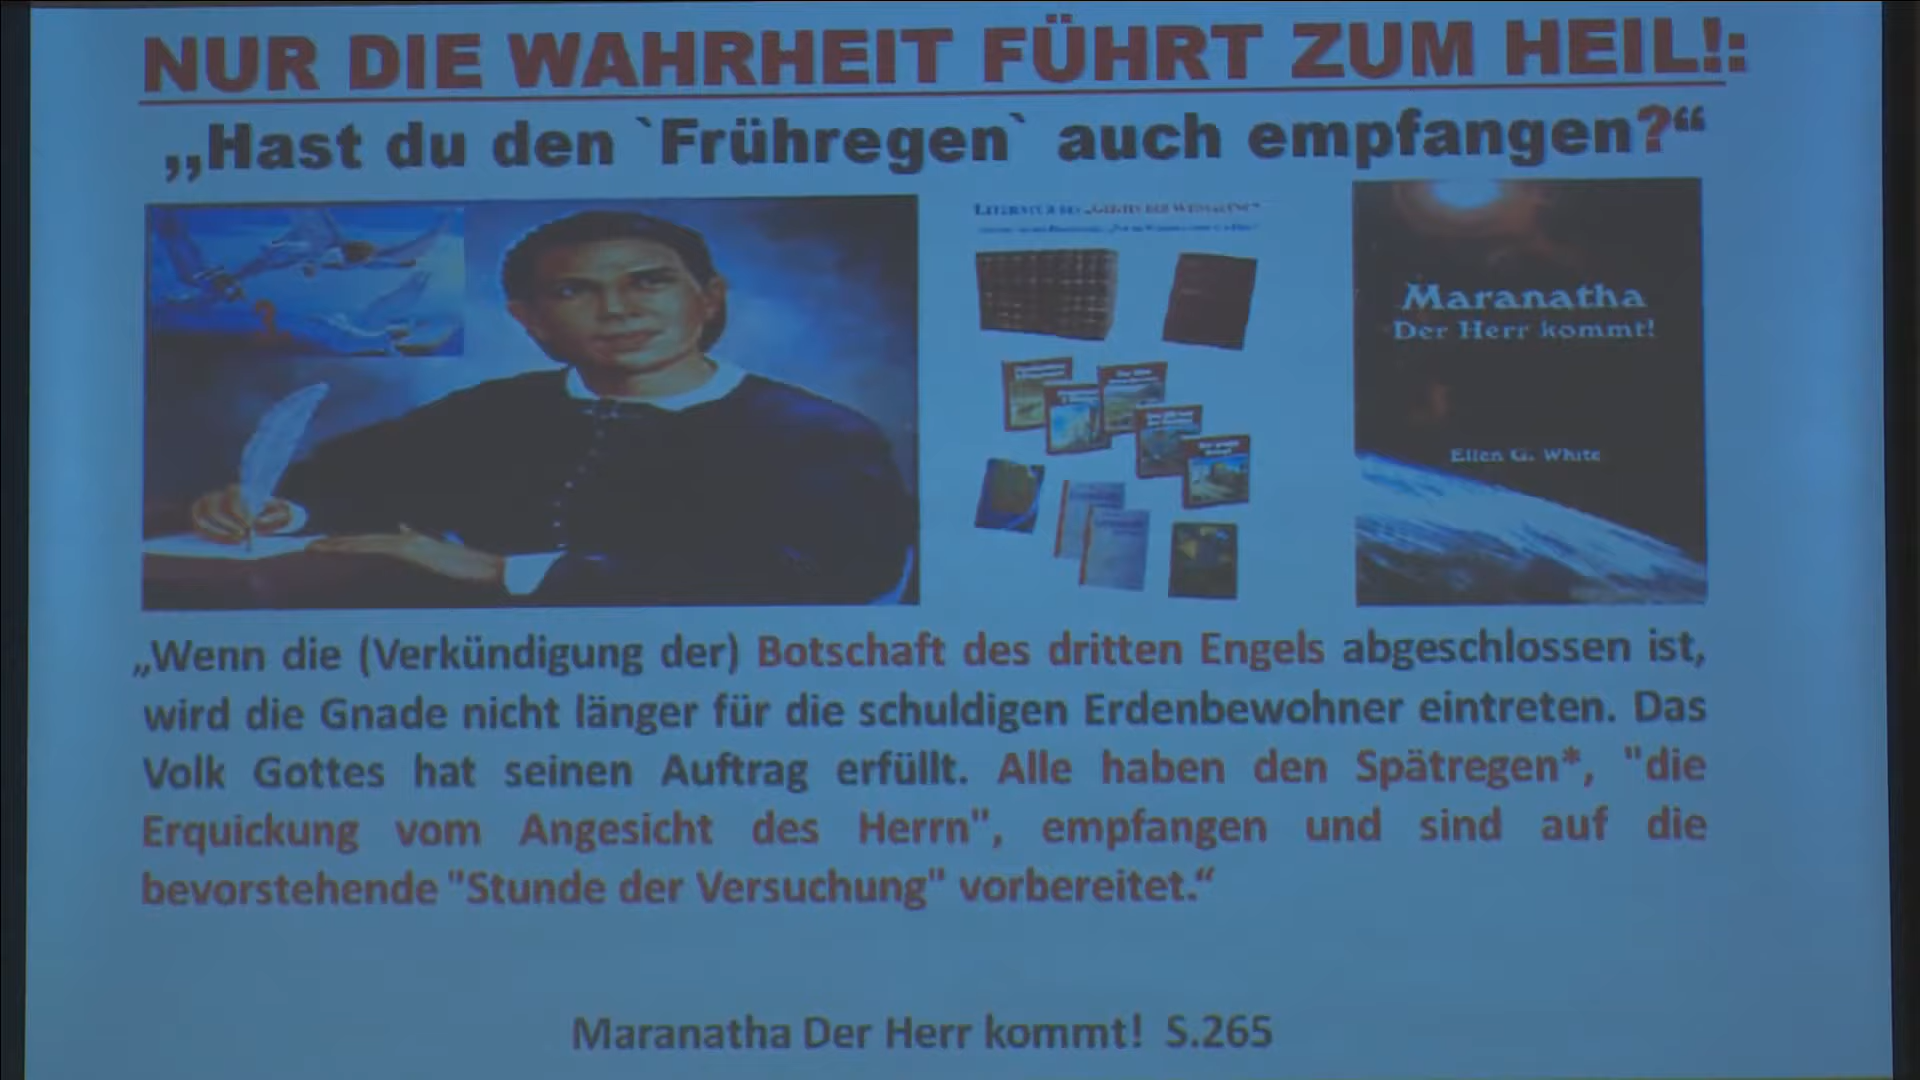 NUR DIE WAHRHEIT FÜHRT ZUM HEIL!:
,,Hast du den `Frühregen` auch empfangen?“
?
Maranatha
Der Herr kommt!
Ellen G. White
„Wenn die (Verkündigung der) Botschaft des dritten Engels abgeschlossen ist,
wird die Gnade nicht länger für die schuldigen Erdenbewohner eintreten. Das
Volk Gottes hat seinen Auftrag erfüllt. Alle haben den Spätregen*, "die
Erquickung vom Angesicht des Herrn", empfangen und sind auf die
bevorstehende "Stunde der Versuchung" vorbereitet.“
Maranatha Der Herr kommt! S.265